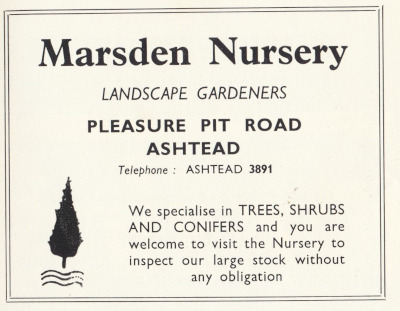 Marsden Nursery
LANDSCAPE GARDENERS
PLEASURE PIT ROAD
ASHTEAD
Telephone : ASHTEAD 3891
We specialise in TREES, SHRUBS
AND CONIFERS and you are
welcome to visit the Nursery to
inspect our large stock without
any obligation